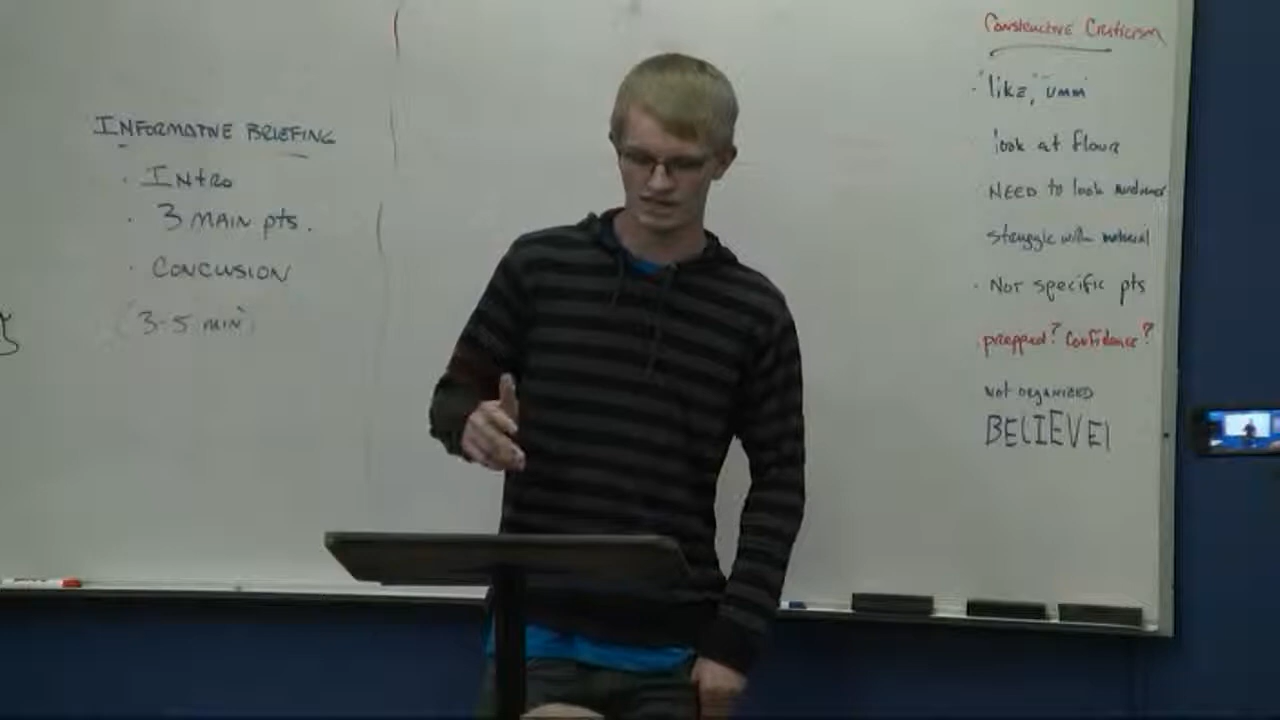 INFORMATIVE BRIEFING
· INTRO
· 3 MAIN pts.
· CONCLUSION
(3-5 MIN)
Constructive Criticism
· "like," "umm"
look at floor
NEED to look audience
struggle with material
· Not specific pts
prepped? Confidence?
Not ORGANIZED
BELIEVE!